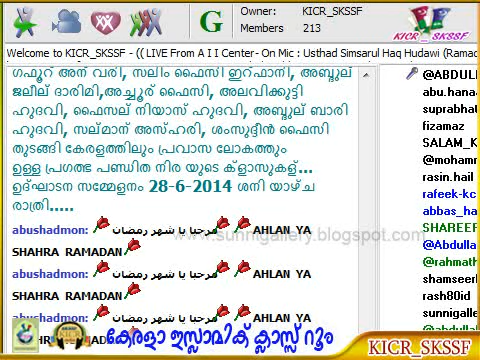 Owner: KICR_SKSSF
Members 213
G
KICR_SKSSF
Welcome to KICR_SKSSF - (( LIVE From A I I Center- On Mic : Usthad Simsarul Haq Hudawi (Ramad
ഗഫൂറ് അന് വരി, സലിം ഫൈസി ഇറ്ഫാനി, അബ്ദുല്
ജലീല് ദാരിമി,അച്ചൂര് ഫൈസി, അലവിക്കുട്ടി
ഹുദവി, ഫൈസല് നിയാസ് ഹുദവി, അബ്ദുല് ബാരി
ഹുദവി, സല്മാന് അസ്ഹരി, ശംസുദ്ദീന് ഫൈസി
തുടങ്ങി കേരളത്തിലും പ്രവാസ ലോകത്തും
ഉള്ള പ്രഗത്ഭ പണ്ഡിത നിര യുടെ ക്ളാസുകള്...
ഉദ്ഘാടന സമ്മേളനം 28-6-2014 ശനി യാഴ്ച
രാത്രി.....
abushadmon: مرحبا يا شهر رمضان AHLAN YA
SHAHRA RAMADAN
abushadmon: مرحبا يا شهر رمضان AHLAN YA
SHAHRA RAMADAN
abushadmon: مرحبا يا شهر رمضان AHLAN YA
www.sunnigallery.blogspot.com
@ABDULL
abu.hana
suprabhat
fizamaz
SALAM_K
@mohamm
rasin.hail
rafeek-kc
abbas_ha
SHAREEF
@Abdulla
@rahmath
shamseer
rash80id
sunnigalle
KICR
കേരളാ ഇസ്ലാമിക് ക്ലാസ്സ് റൂം
KICR_SKSSF